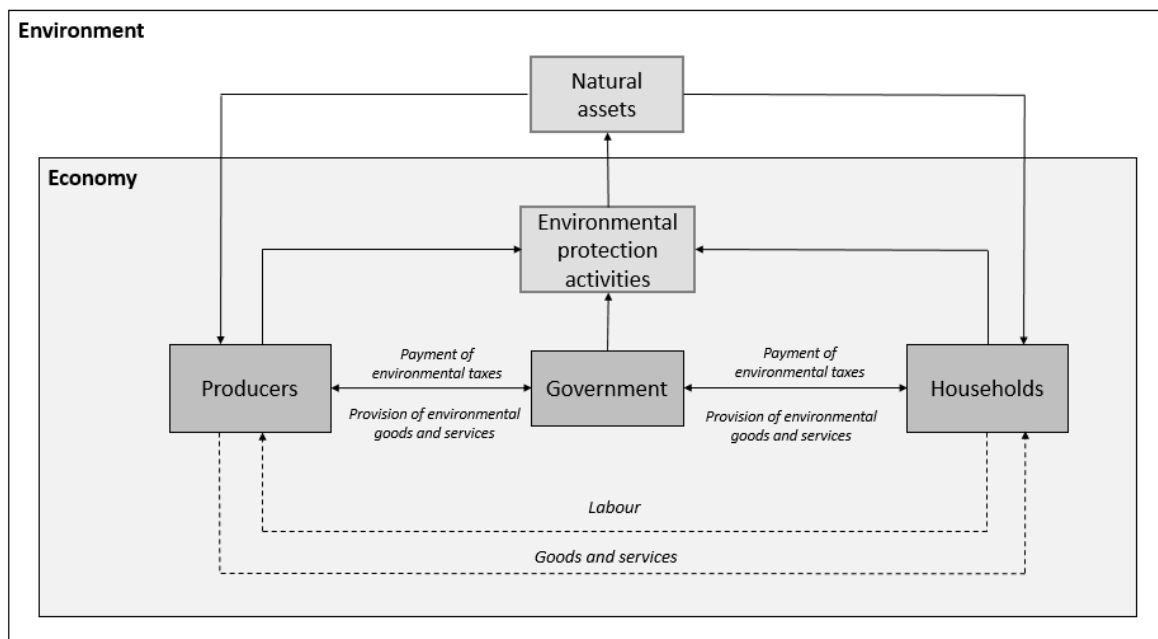 Environment
Natural
assets
Economy
Environmental
protection
activities
Producers
Payment of
environmental taxes
Provision of environmental
goods and services
Government
Payment of
environmental taxes
Provision of environmental
goods and services
Households
Labour
Goods and services